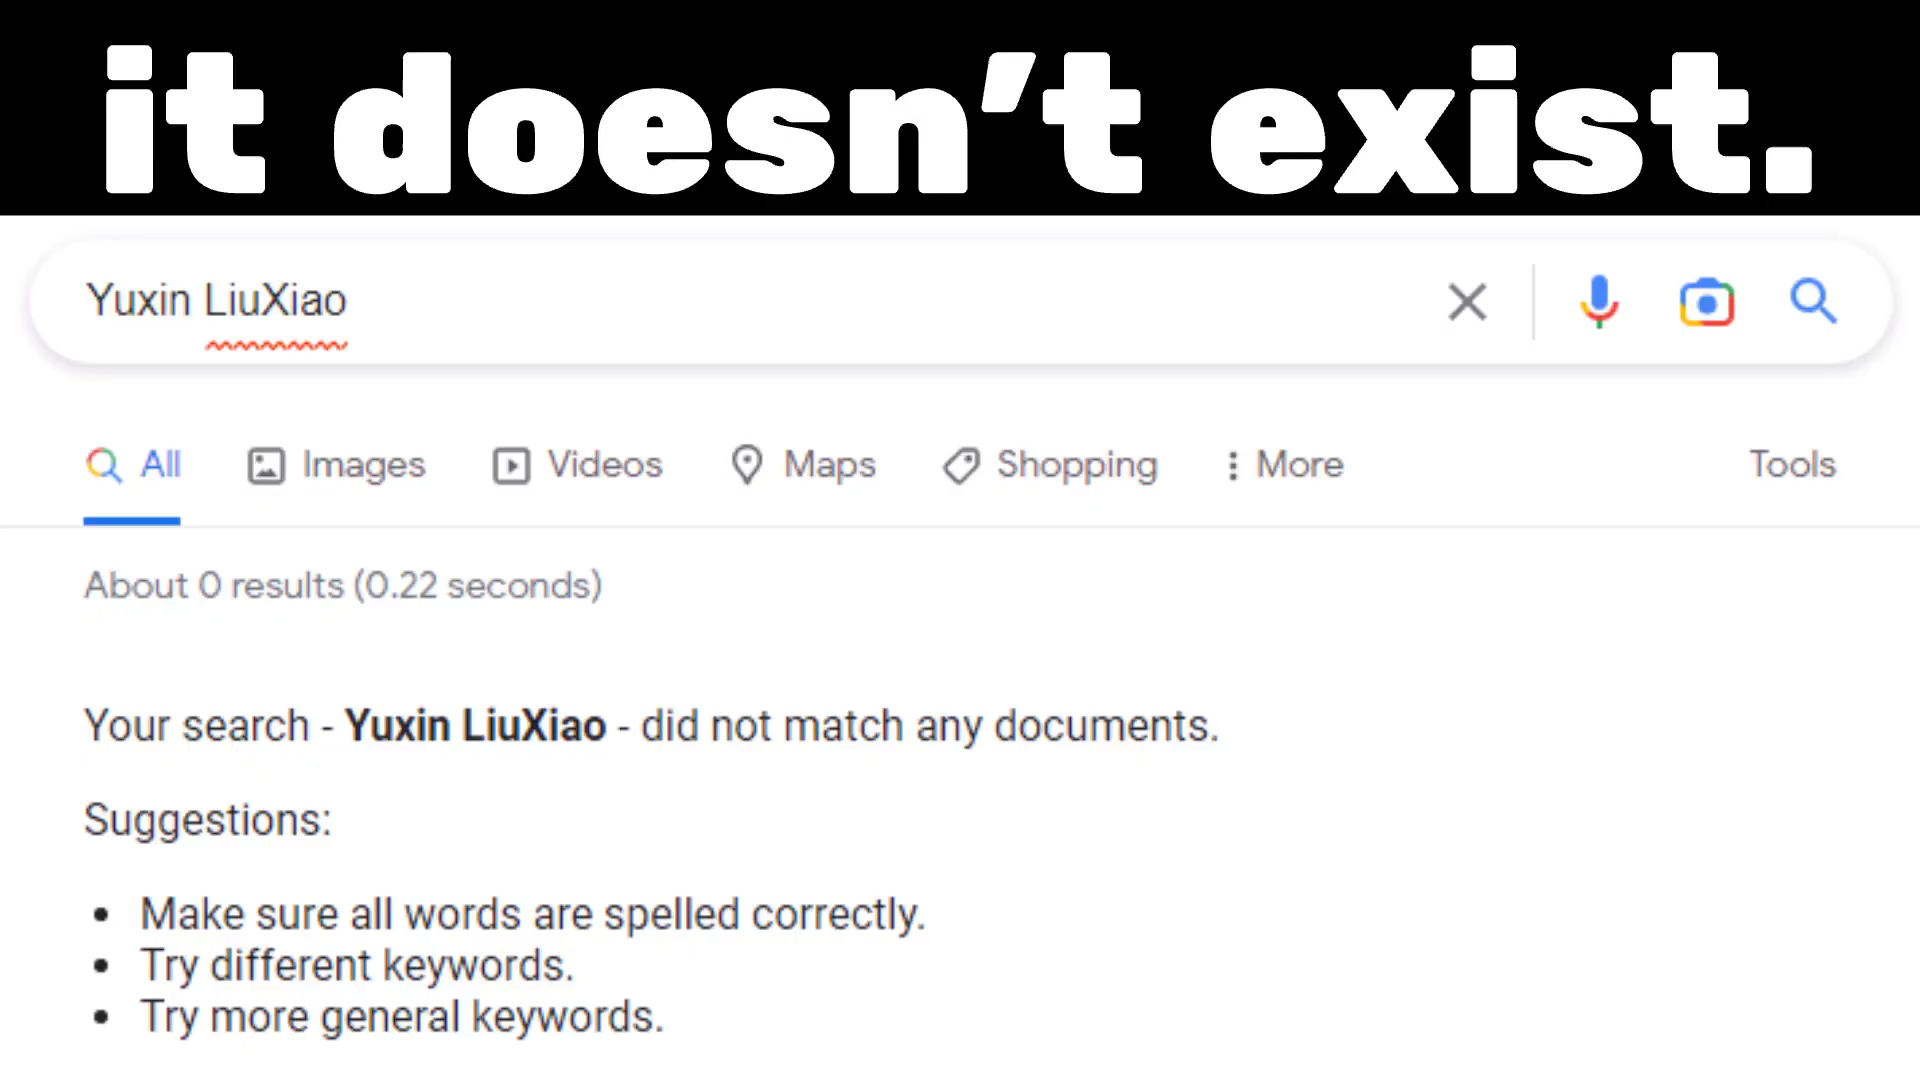 it doesn’t exist.
Yuxin LiuXiao
All Images Videos Maps Shopping More Tools
About 0 results (0.22 seconds)
Your search - Yuxin LiuXiao - did not match any documents.
Suggestions:
Make sure all words are spelled correctly.
Try different keywords.
Try more general keywords.